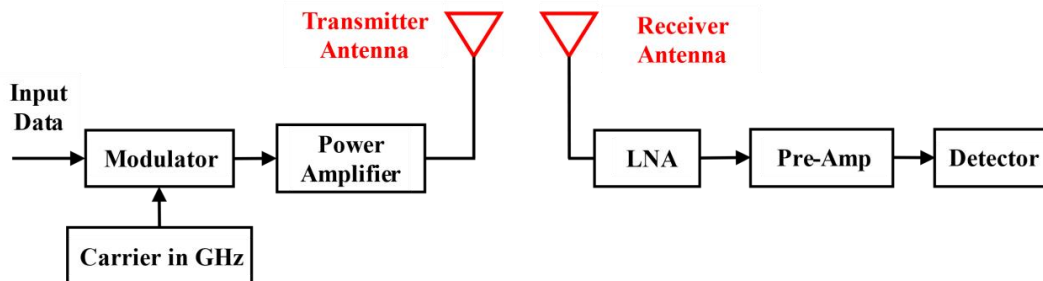 Transmitter
Antenna
Receiver
Antenna
Input
Data
Modulator
Power
Amplifier
LNA
Pre-Amp
Detector
Carrier in GHz